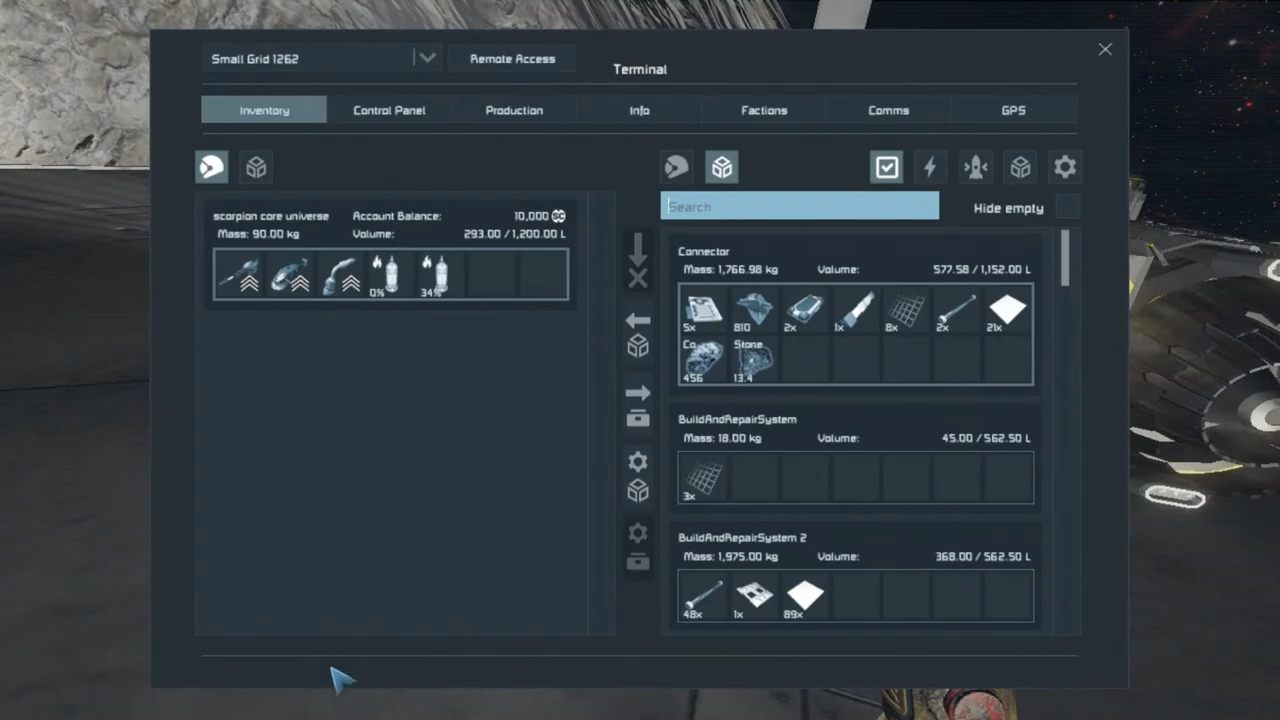 Small Grid 1262
Remote Access
Terminal
Inventory
Control Panel
Production
Info
Factions
Comms
GPS
scorpion core universe
Account Balance: 10,000 SC
Mass: 90.00 kg
Volume: 293.00 / 1,200.00 L
0%
34%
Search
Hide empty
Connector
Mass: 1,766.98 kg
Volume: 577.58 / 1,152.00 L
5x 810 2x 1x 8x 2x 21x
Co Stone
456 13.4
BuildAndRepairSystem
Mass: 18.00 kg
Volume: 45.00 / 562.50 L
3x
BuildAndRepairSystem 2
Mass: 1,975.00 kg
Volume: 368.00 / 562.50 L
48x 1x 89x